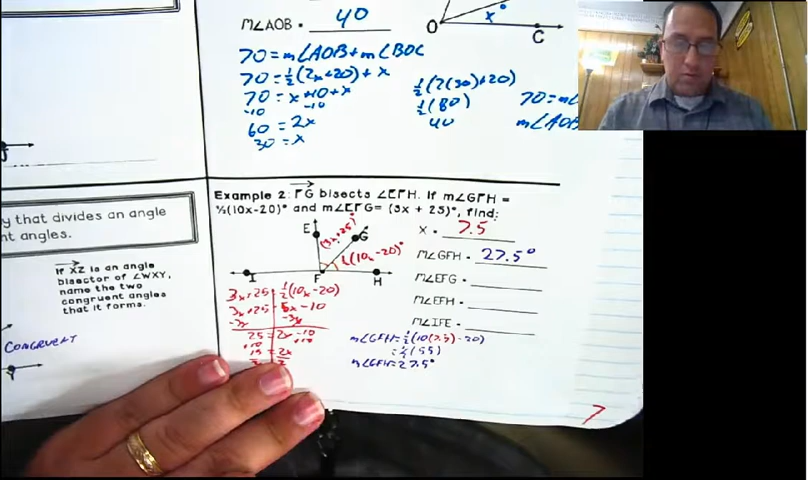 m∠AOB = 40
O
x°
C
70 = m∠AOB + m∠BOC
70 = ½(2x+20) + x
70 = x+10+x
-10 -10
60 = 2x
30 = x
½(2(30)+20)
½(80)
40
70 = m∠
m∠AOB
y that divides an angle
nt angles.
If XZ is an angle
bisector of ∠WXY,
name the two
congruent angles
that it forms.
CONGRUENT
Example 2: FG bisects ∠EFH. If m∠GFH =
½(10x-20)° and m∠EFG= (3x + 25)°, find:
x = 7.5
m∠GFH = 27.5°
m∠EFG =
m∠EFH =
m∠IFE =
E
(3x+25)°
G
½(10x-20)°
I
F
H
3x+25 ½(10x-20)
3x+25 = 5x-10
-3x -3x
25 = 2x-10
+10 +10
15 = 2x
m∠GFH = ½(10(7.5)-20)
= ½(55)
m∠GFH = 27.5°
7